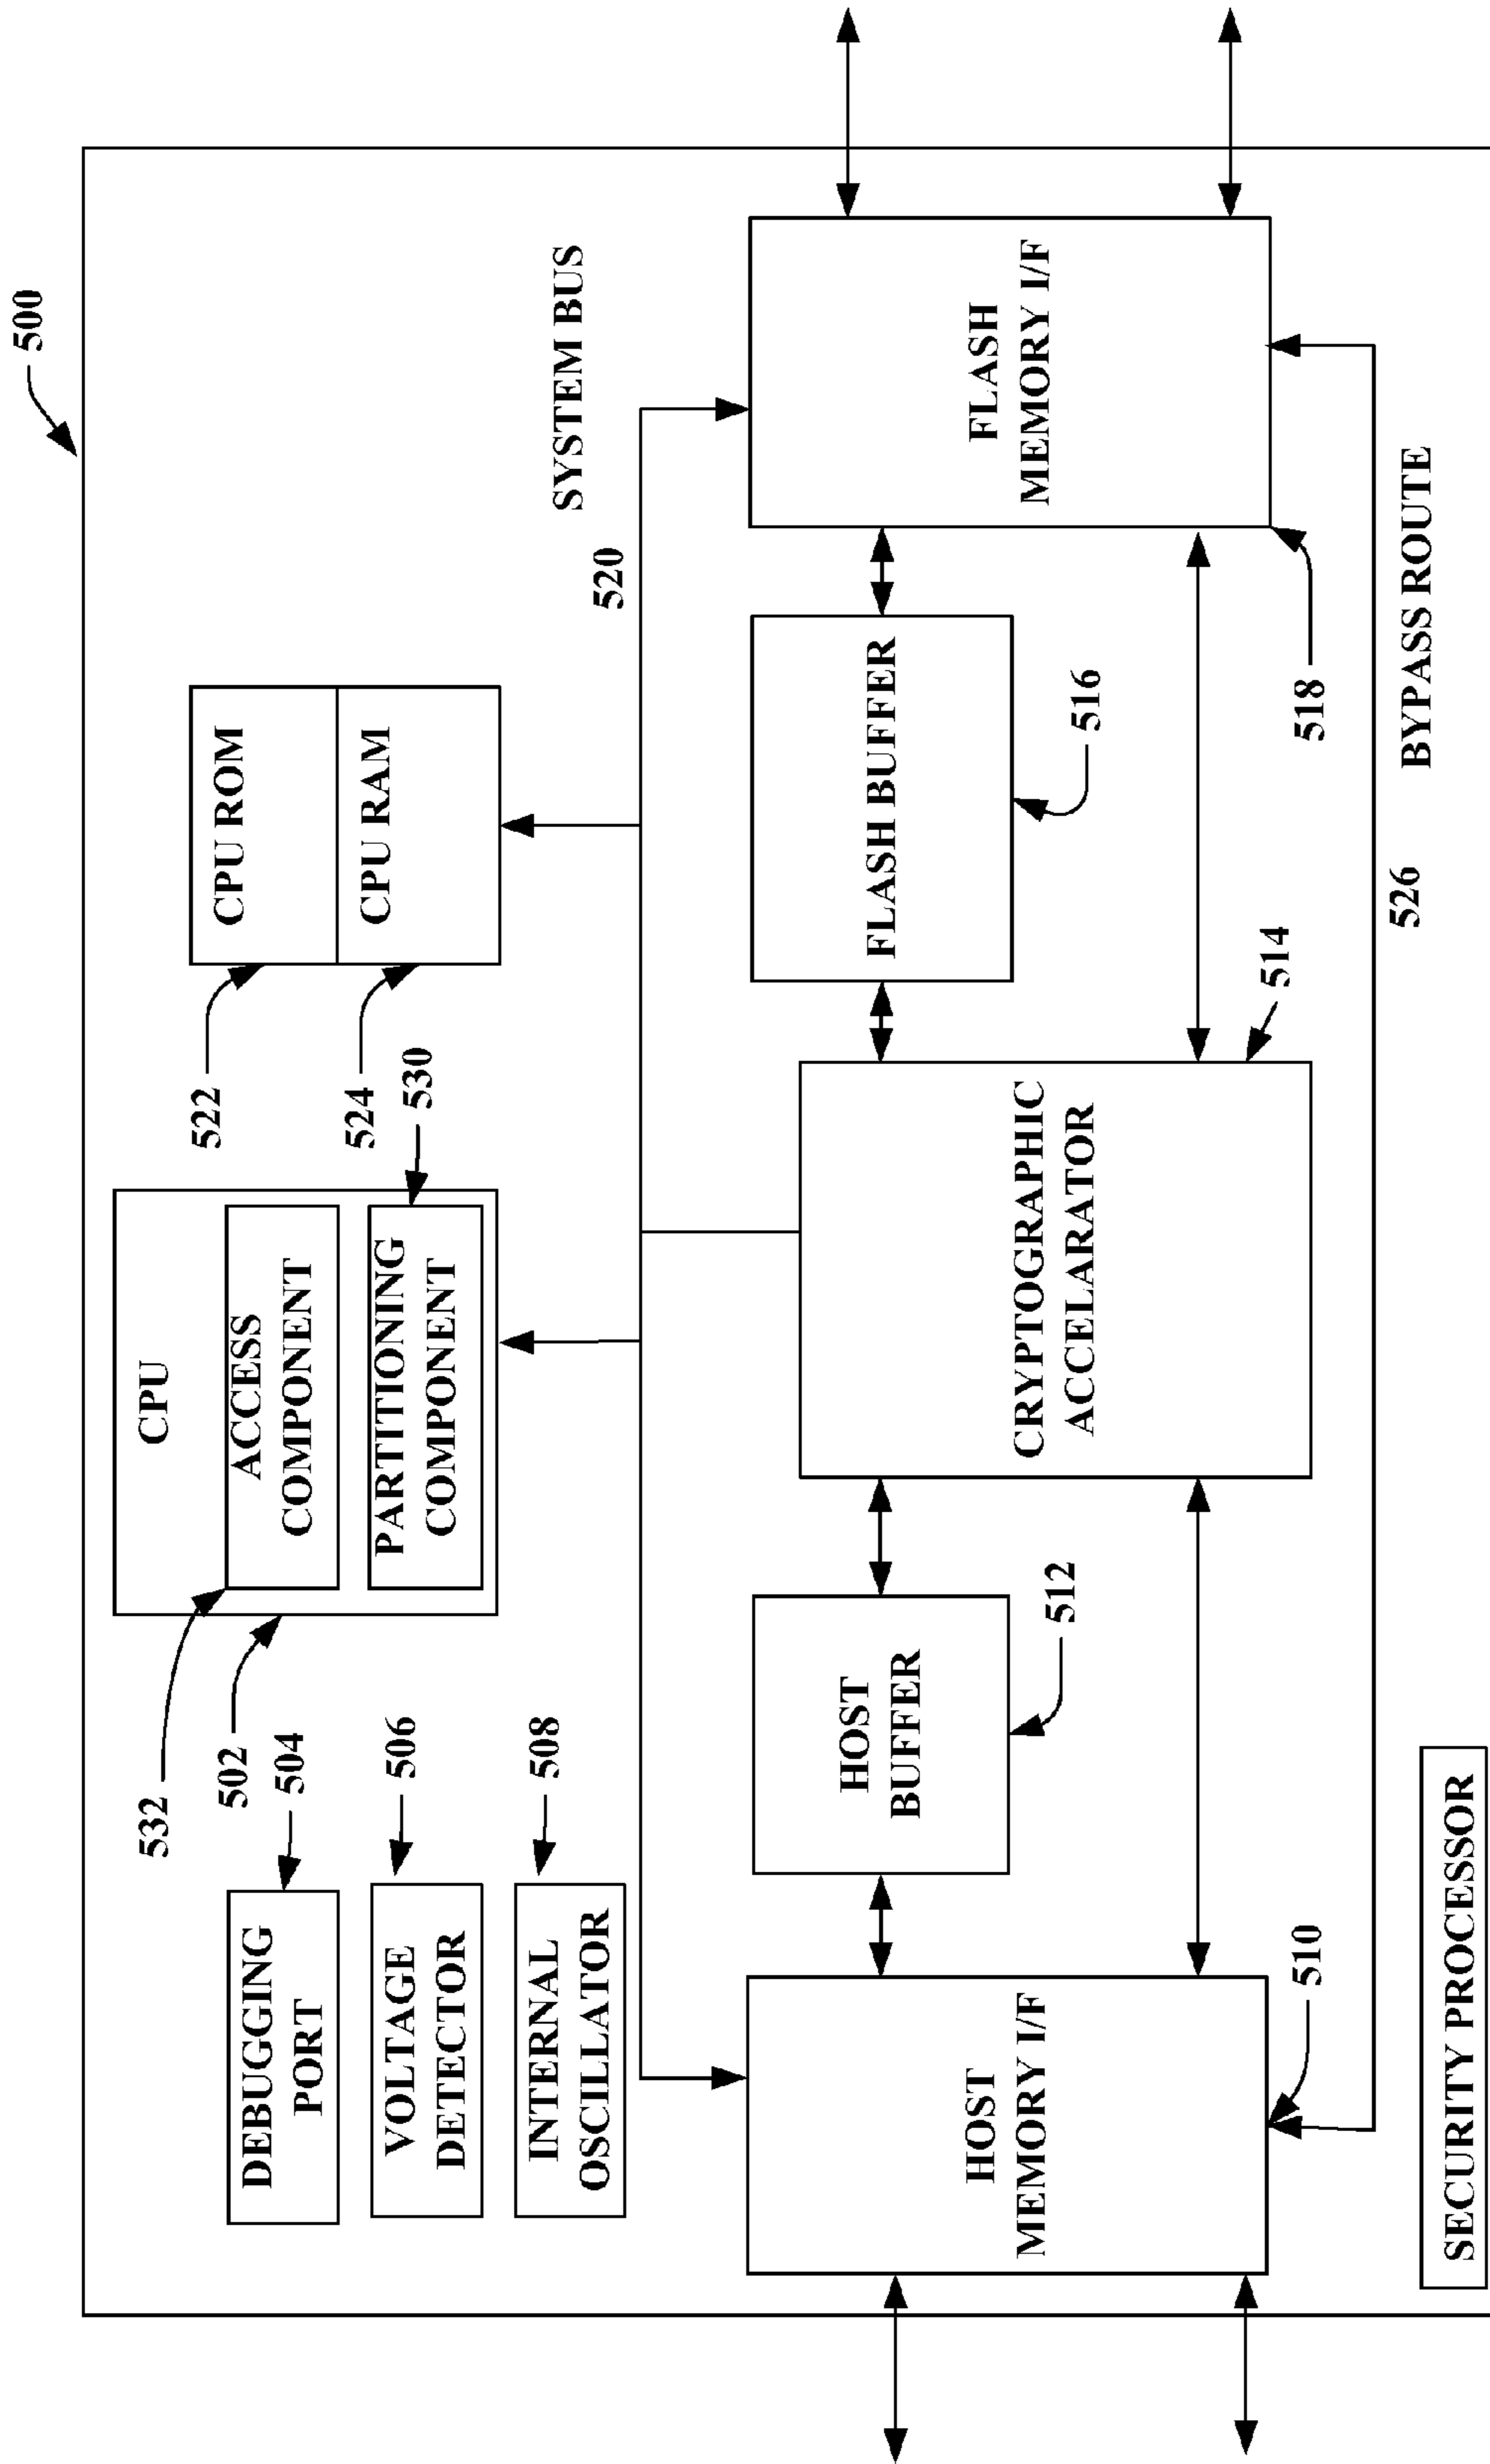 500
532
502
CPU
ACCESS
COMPONENT
PARTITIONING
COMPONENT
530
522
524
CPU ROM
CPU RAM
DEBUGGING
PORT
504
VOLTAGE
DETECTOR
506
INTERNAL
OSCILLATOR
508
520
SYSTEM BUS
HOST
MEMORY I/F
510
HOST
BUFFER
512
CRYPTOGRAPHIC
ACCELARATOR
514
FLASH BUFFER
516
FLASH
MEMORY I/F
518
526
BYPASS ROUTE
SECURITY PROCESSOR